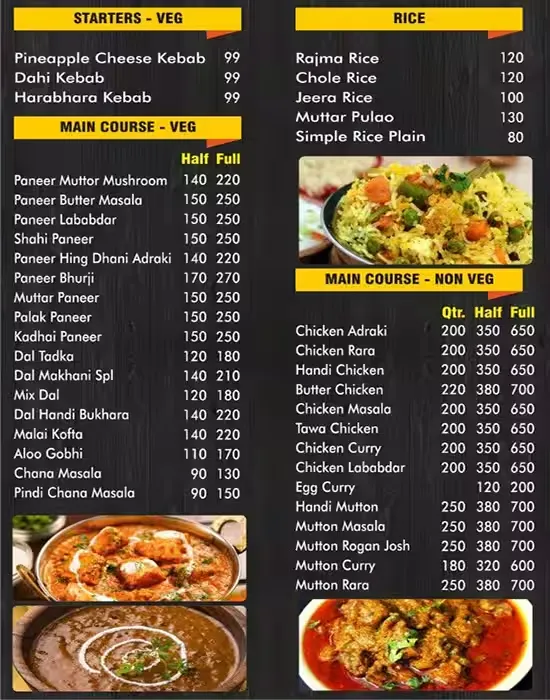 STARTERS - VEG
Pineapple Cheese Kebab 99
Dahi Kebab 99
Harabhara Kebab 99
MAIN COURSE - VEG
Half Full
Paneer Muttor Mushroom 140 220
Paneer Butter Masala 150 250
Paneer Lababdar 150 250
Shahi Paneer 150 250
Paneer Hing Dhani Adraki 140 220
Paneer Bhurji 170 270
Muttar Paneer 150 250
Palak Paneer 150 250
Kadhai Paneer 150 250
Dal Tadka 120 180
Dal Makhani Spl 140 210
Mix Dal 120 180
Dal Handi Bukhara 140 220
Malai Kofta 140 220
Aloo Gobhi 110 170
Chana Masala 90 130
Pindi Chana Masala 90 150
RICE
Rajma Rice 120
Chole Rice 120
Jeera Rice 100
Muttar Pulao 130
Simple Rice Plain 80
MAIN COURSE - NON VEG
Qtr. Half Full
Chicken Adraki 200 350 650
Chicken Rara 200 350 650
Handi Chicken 200 350 650
Butter Chicken 220 380 700
Chicken Masala 200 350 650
Tawa Chicken 200 350 650
Chicken Curry 200 350 650
Chicken Lababdar 200 350 650
Egg Curry 120 200
Handi Mutton 250 380 700
Mutton Masala 250 380 700
Mutton Rogan Josh 250 380 700
Mutton Curry 180 320 600
Mutton Rara 250 380 700